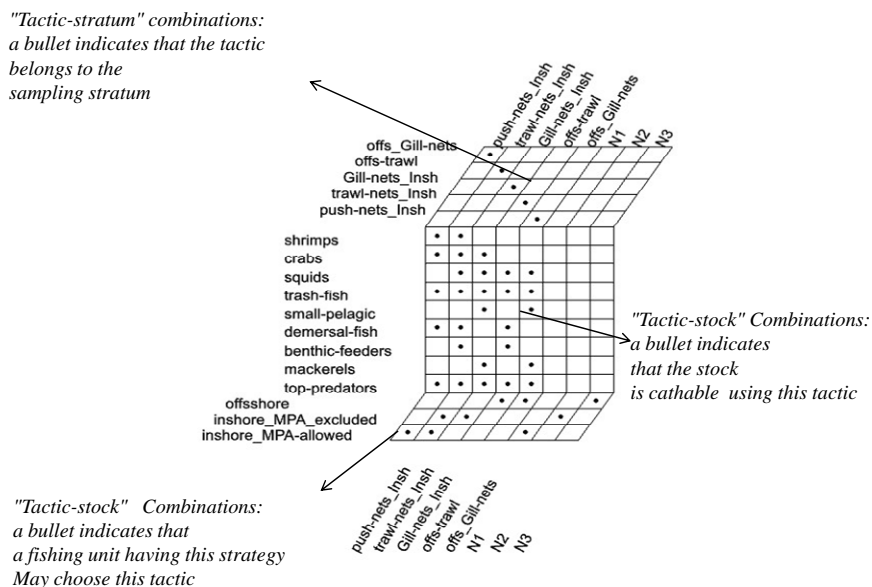 "Tactic-stratum" combinations:
a bullet indicates that the tactic
belongs to the
sampling stratum
push-nets_Insh
trawl-nets_Insh
Gill-nets_Insh
offs-trawl
offs_Gill-nets
N1
N2
N3
offs_Gill-nets
offs-trawl
Gill-nets_Insh
trawl-nets_Insh
push-nets_Insh
shrimps
crabs
squids
trash-fish
small-pelagic
demersal-fish
benthic-feeders
mackerels
top-predators
offsshore
inshore_MPA_excluded
inshore_MPA-allowed
"Tactic-stock" Combinations:
a bullet indicates
that the stock
is cathable using this tactic
push-nets_Insh
trawl-nets_Insh
Gill-nets_Insh
offs-trawl
offs_Gill-nets
N1
N2
N3
"Tactic-stock" Combinations:
a bullet indicates that
a fishing unit having this strategy
May choose this tactic